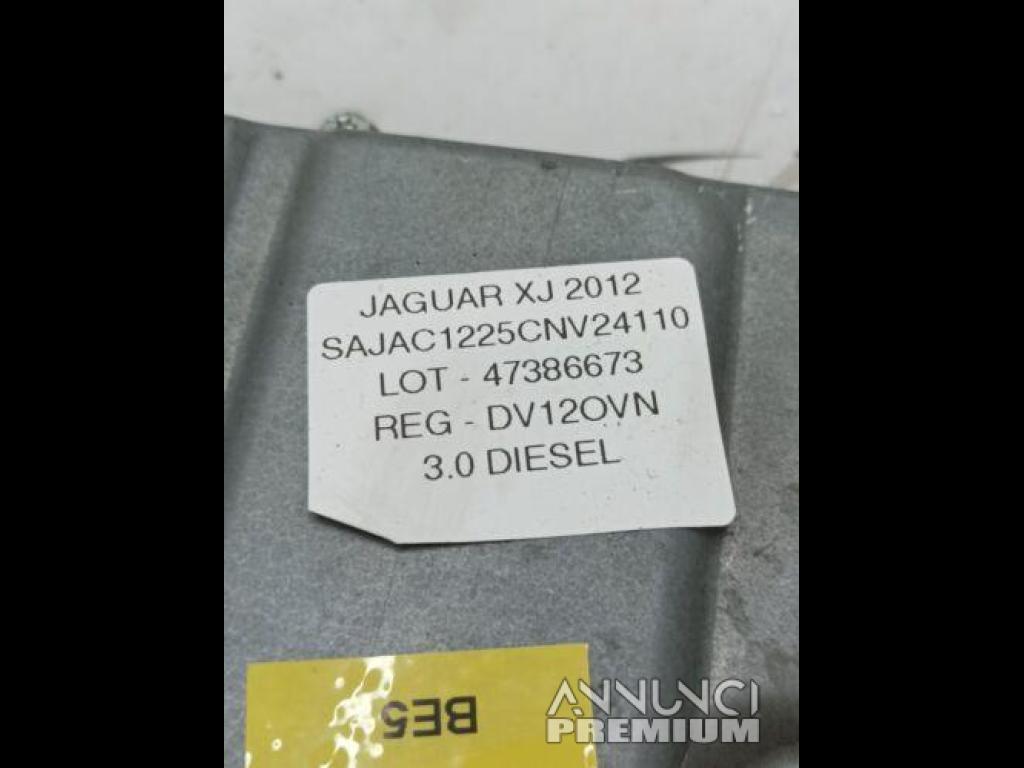 JAGUAR XJ 2012
SAJAC1225CNV24110
LOT - 47386673
REG - DV12OVN
3.0 DIESEL
BE5
ANNUNCI
PREMIUM